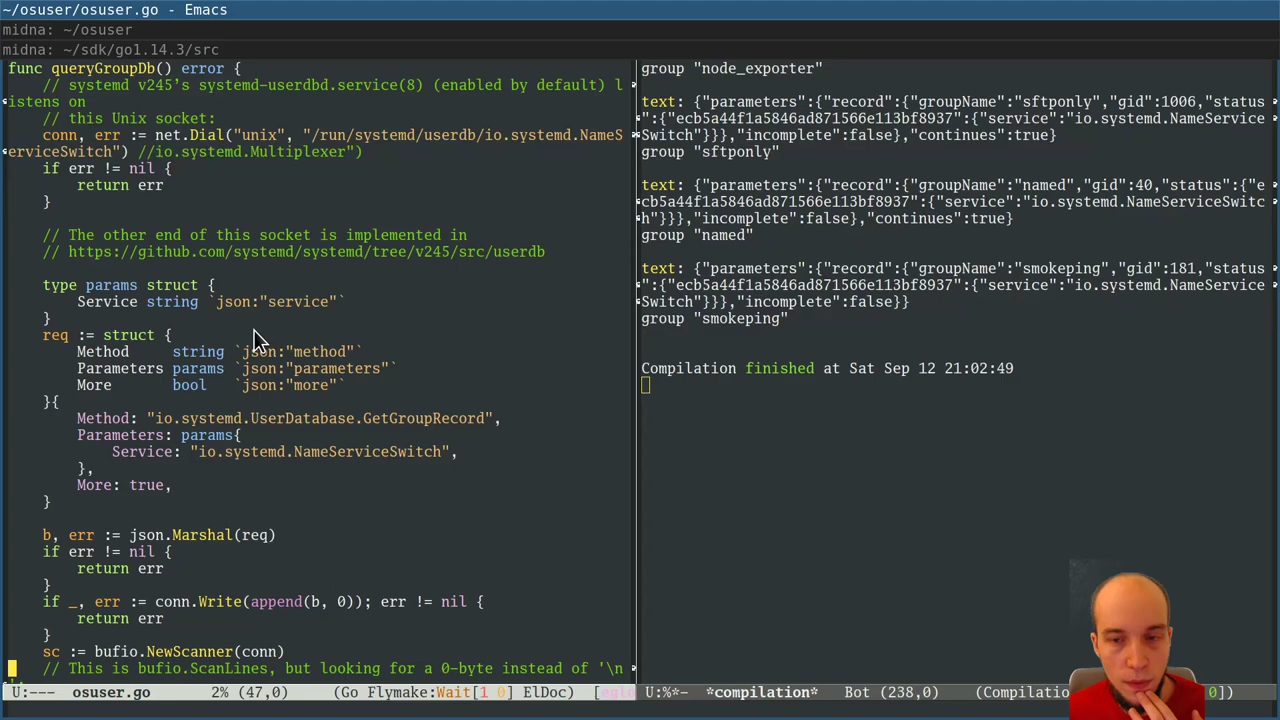 ~/osuser/osuser.go - Emacs
midna: ~/osuser
midna: ~/sdk/go1.14.3/src
func queryGroupDb() error {
// systemd v245's systemd-userdbd.service(8) (enabled by default) l
istens on
// this Unix socket:
conn, err := net.Dial("unix", "/run/systemd/userdb/io.systemd.NameS
erviceSwitch") //io.systemd.Multiplexer")
if err != nil {
return err
}
// The other end of this socket is implemented in
// https://github.com/systemd/systemd/tree/v245/src/userdb
type params struct {
Service string `json:"service"`
}
req := struct {
Method string `json:"method"`
Parameters params `json:"parameters"`
More bool `json:"more"`
}{
Method: "io.systemd.UserDatabase.GetGroupRecord",
Parameters: params{
Service: "io.systemd.NameServiceSwitch",
},
More: true,
}
b, err := json.Marshal(req)
if err != nil {
return err
}
if _, err := conn.Write(append(b, 0)); err != nil {
return err
}
sc := bufio.NewScanner(conn)
// This is bufio.ScanLines, but looking for a 0-byte instead of '\n
U:--- osuser.go 2% (47,0) (Go Flymake:Wait[1 0] ElDoc) [eglo
group "node_exporter"
text: {"parameters":{"record":{"groupName":"sftponly","gid":1006,"status
":{"ecb5a44f1a5846ad871566e113bf8937":{"service":"io.systemd.NameService
Switch"}}},"incomplete":false},"continues":true}
group "sftponly"
text: {"parameters":{"record":{"groupName":"named","gid":40,"status":{"e
cb5a44f1a5846ad871566e113bf8937":{"service":"io.systemd.NameServiceSwitc
h"}}},"incomplete":false},"continues":true}
group "named"
text: {"parameters":{"record":{"groupName":"smokeping","gid":181,"status
":{"ecb5a44f1a5846ad871566e113bf8937":{"service":"io.systemd.NameService
Switch"}}},"incomplete":false}}
group "smokeping"
Compilation finished at Sat Sep 12 21:02:49
U:%*- *compilation* Bot (238,0) (Compilatio 0])